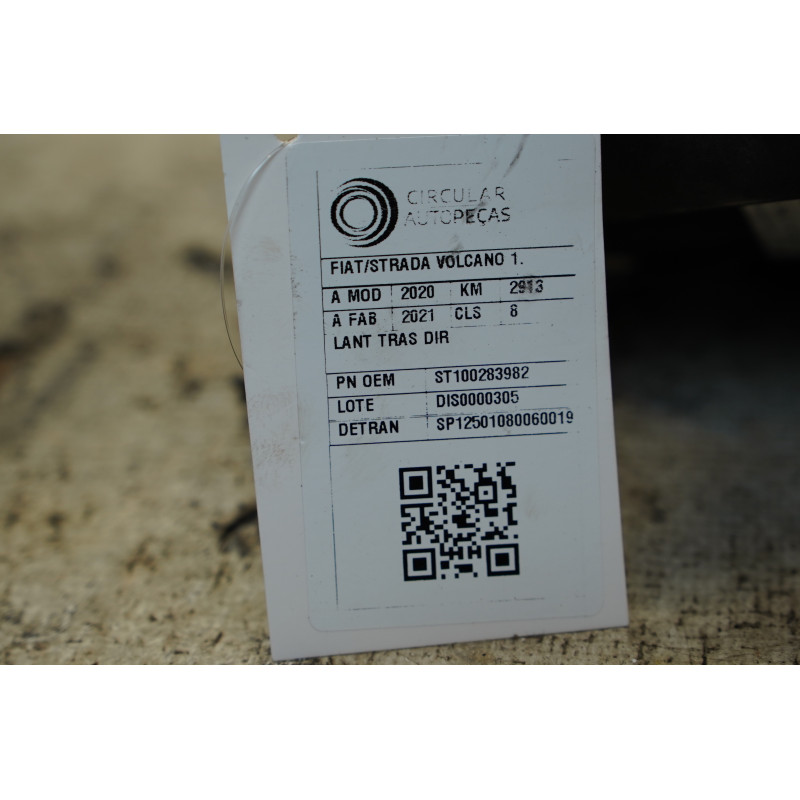 CIRCULAR
AUTOPEÇAS
FIAT/STRADA VOLCANO 1.
A MOD 2020 KM 2913
A FAB 2021 CLS 8
LANT TRAS DIR
PN OEM ST100283982
LOTE DIS0000305
DETRAN SP12501080060019